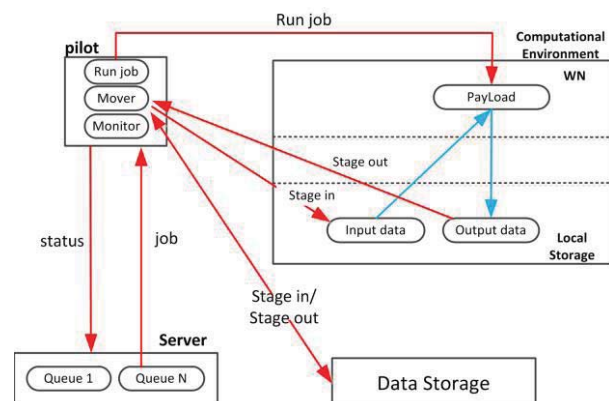 Run job
pilot
Run job
Mover
Monitor
Computational
Environment
WN
PayLoad
Stage out
Stage in
Input data
Output data
Local
Storage
status
job
Stage in/
Stage out
Server
Queue 1
Queue N
Data Storage